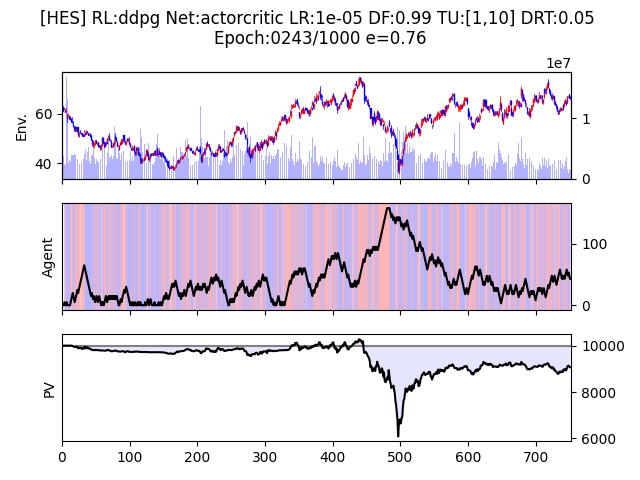 [HES] RL:ddpg Net:actorcritic LR:1e-05 DF:0.99 TU:[1,10] DRT:0.05
Epoch:0243/1000 e=0.76
1e7
Env.
60
40
1
0
Agent
100
0
PV
10000
8000
6000
0 100 200 300 400 500 600 700